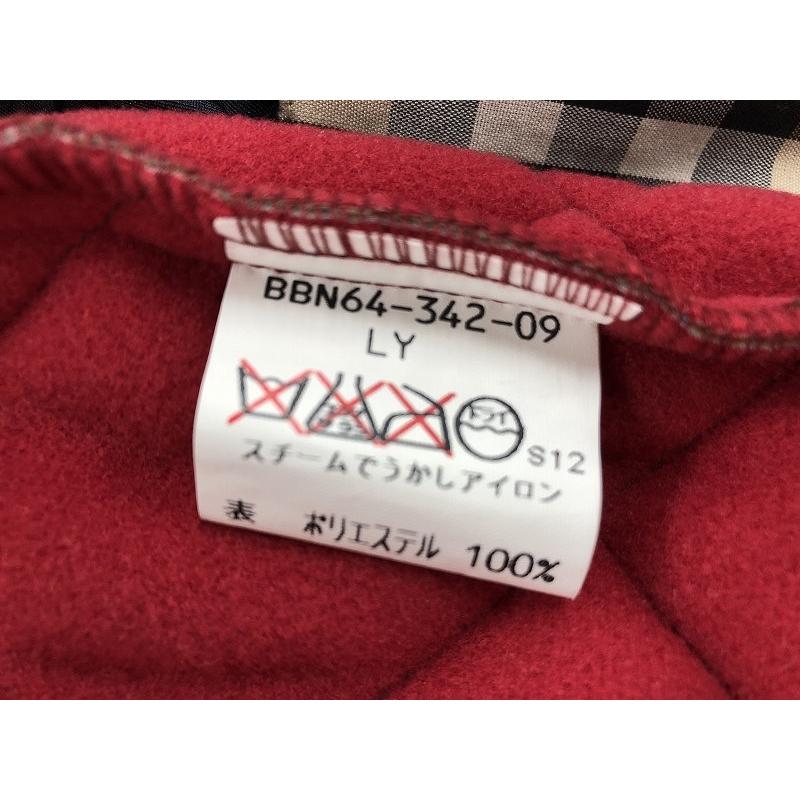 BBN64-342-09
LY
ドライ
S12
スチームでうかしアイロン
表 ポリエステル 100%